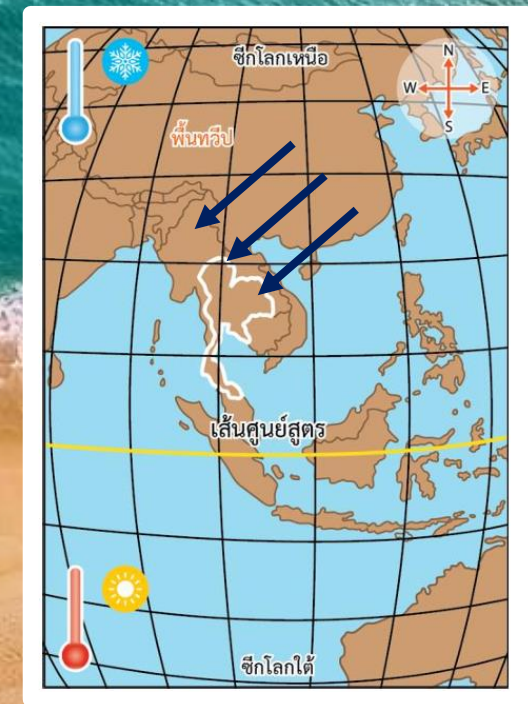 ซีกโลกเหนือ
N
W
E
S
พื้นทวีป
เส้นศูนย์สูตร
ซีกโลกใต้